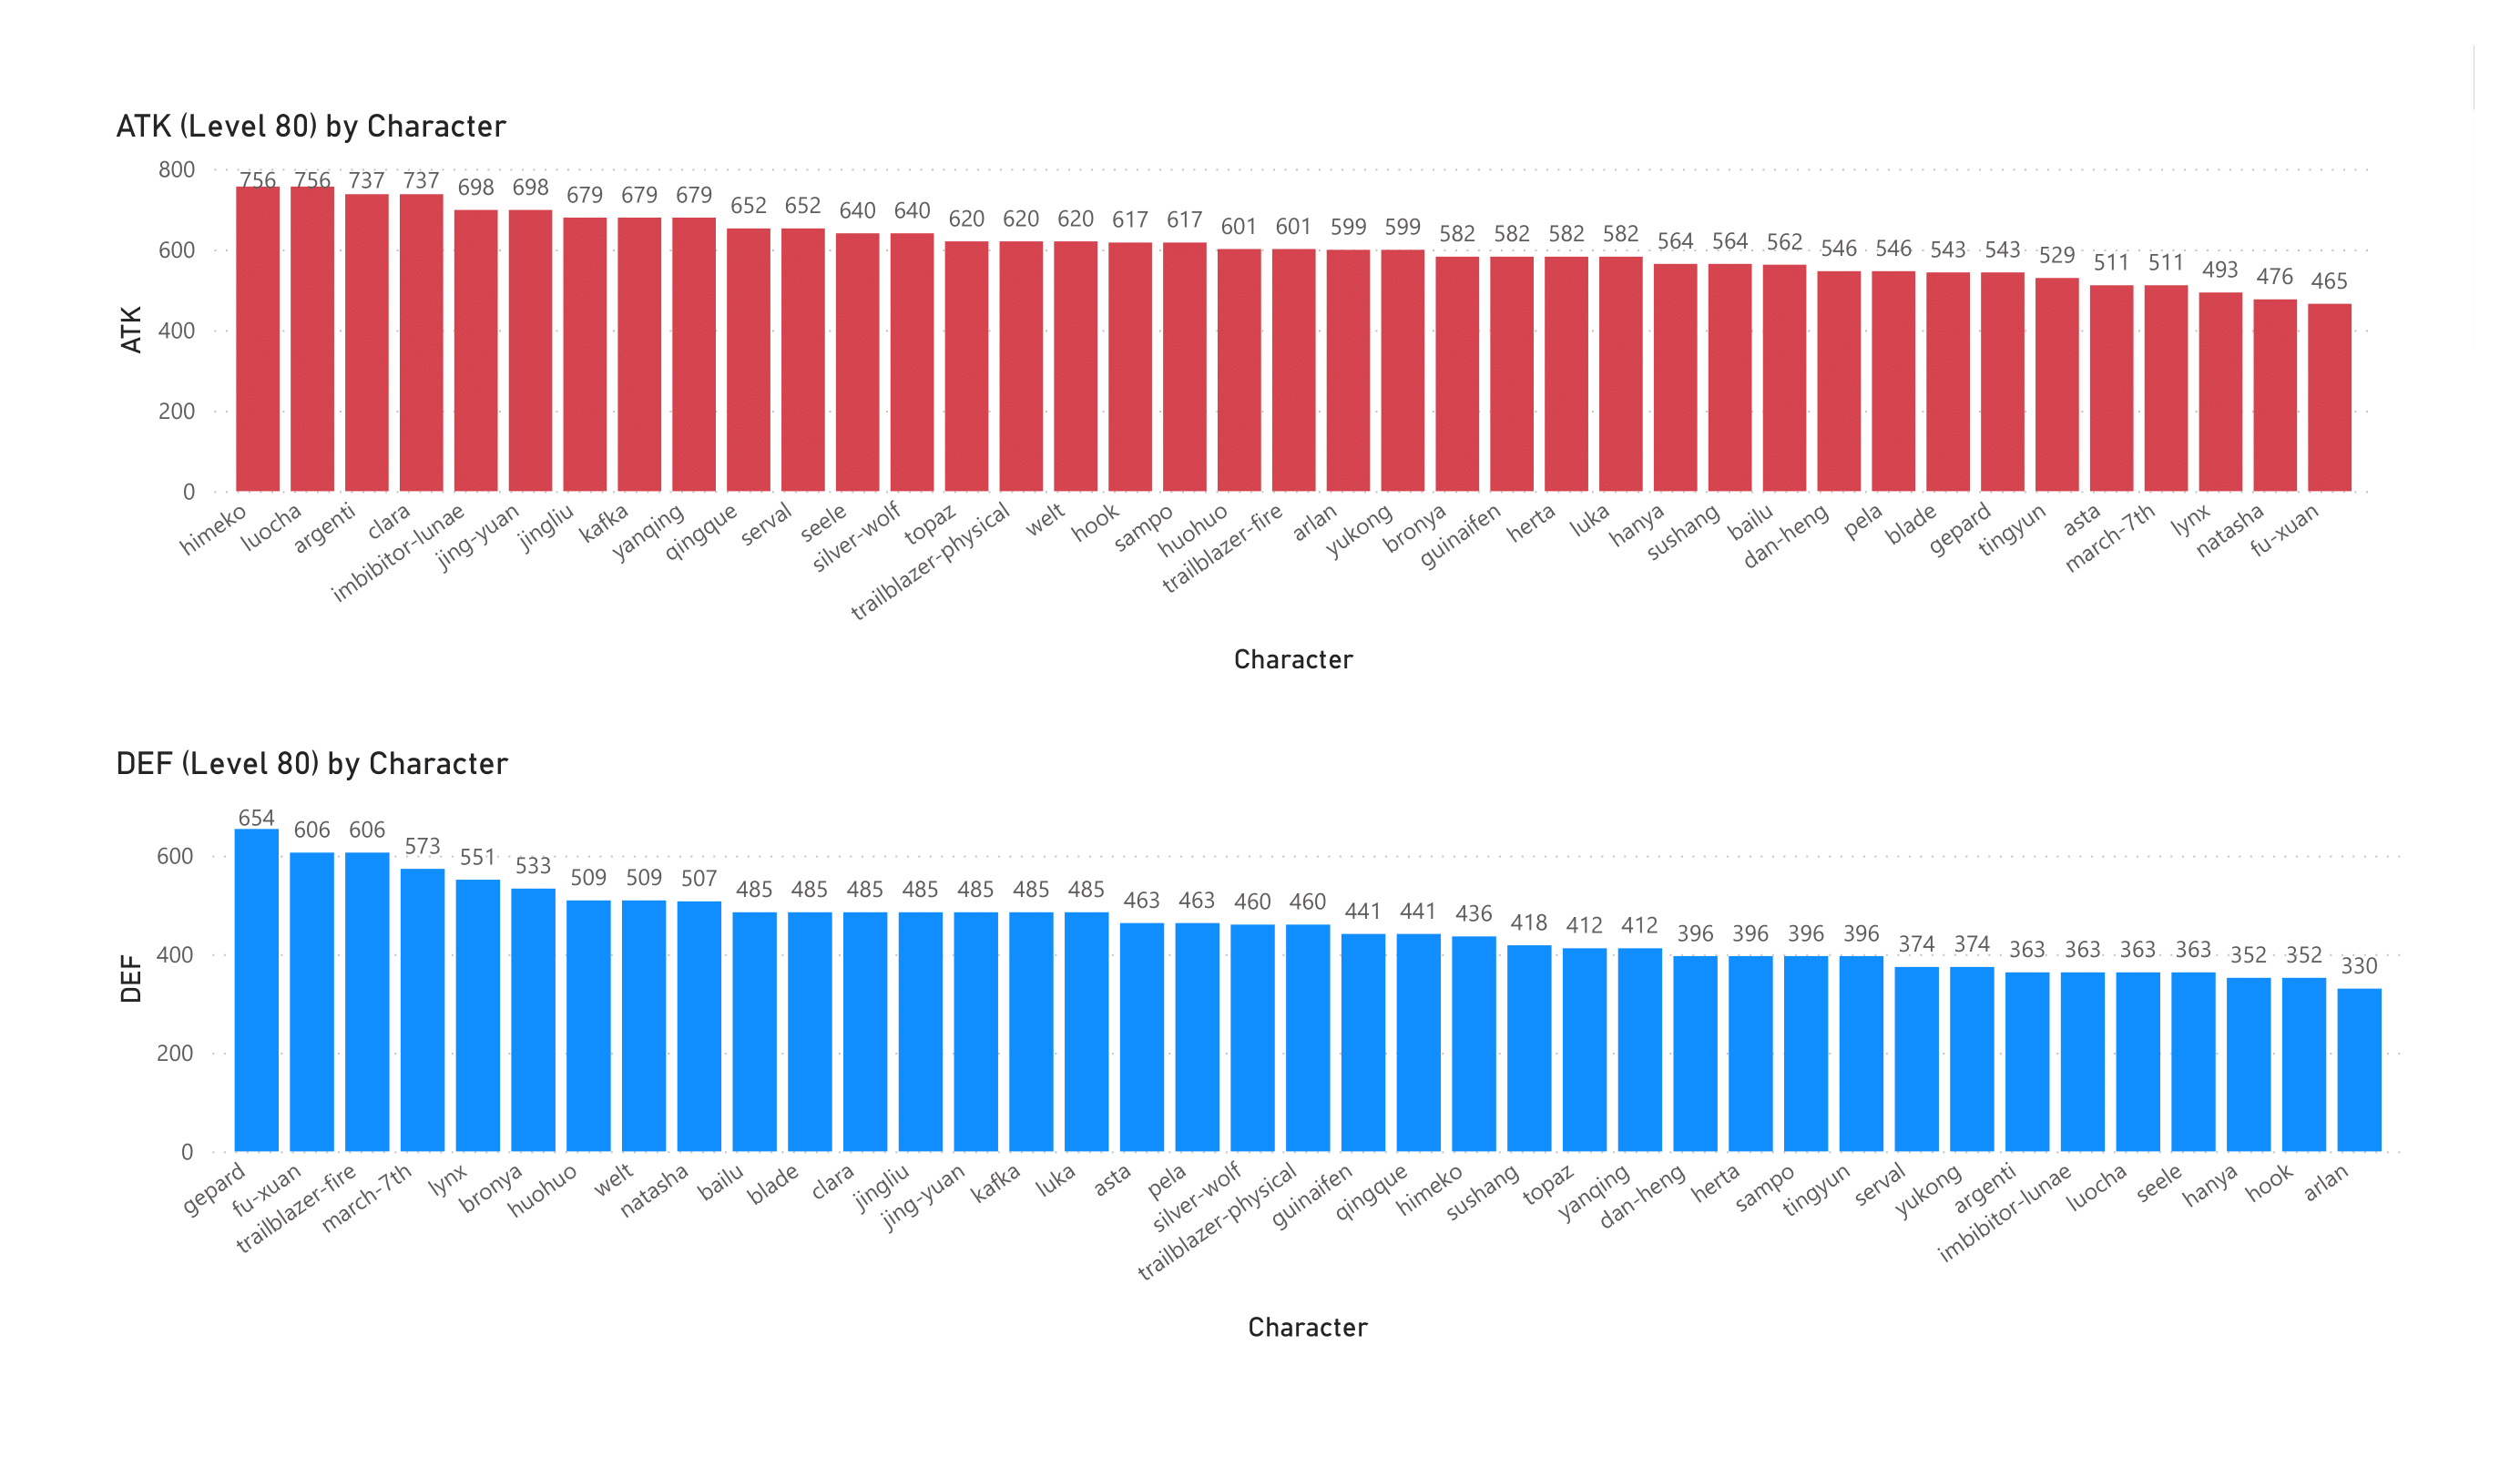 ATK (Level 80) by Character
800
600
400
200
0
ATK
756 756 737 737 698 698 679 679 679 652 652 640 640 620 620 620 617 617 601 601 599 599 582 582 582 582 564 564 562 546 546 543 543 529 511 511 493 476 465
himeko luocha argenti clara imbibitor-lunae jing-yuan jingliu kafka yanqing qingque serval seele silver-wolf topaz trailblazer-physical welt hook sampo huohuo trailblazer-fire arlan yukong bronya guinaifen herta luka hanya sushang bailu dan-heng pela blade gepard tingyun asta march-7th lynx natasha fu-xuan
Character
DEF (Level 80) by Character
600
400
200
0
DEF
654 606 606 573 551 533 509 509 507 485 485 485 485 485 485 485 463 463 460 460 441 441 436 418 412 412 396 396 396 396 374 374 363 363 363 363 352 352 330
gepard fu-xuan trailblazer-fire march-7th lynx bronya huohuo welt natasha bailu blade clara jingliu jing-yuan kafka luka asta pela silver-wolf trailblazer-physical guinaifen qingque himeko sushang topaz yanqing dan-heng herta sampo tingyun serval yukong argenti imbibitor-lunae luocha seele hanya hook arlan
Character